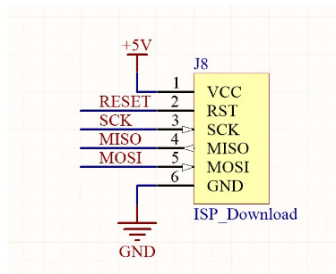 +5V
J8
1 VCC
RESET 2 RST
SCK 3 SCK
MISO 4 MISO
MOSI 5 MOSI
6 GND
ISP_Download
GND